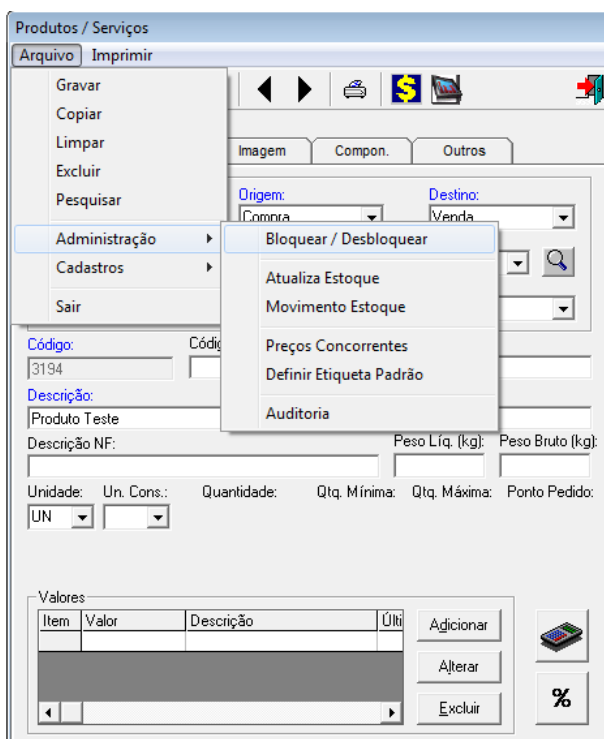 Produtos / Serviços
Arquivo Imprimir
Gravar
Copiar
Limpar
Excluir
Pesquisar
Administração
Cadastros
Sair
Imagem Compon. Outros
Origem: Destino:
Compra Venda
Bloquear / Desbloquear
Atualiza Estoque
Movimento Estoque
Preços Concorrentes
Definir Etiqueta Padrão
Auditoria
Código:
3194
Descrição:
Produto Teste
Descrição NF: Peso Líq. (kg): Peso Bruto (kg):
Unidade: Un. Cons.: Quantidade: Qtq. Mínima: Qtq. Máxima: Ponto Pedido:
UN
Valores
Item Valor Descrição Últi
Adicionar
Alterar
Excluir
$
%